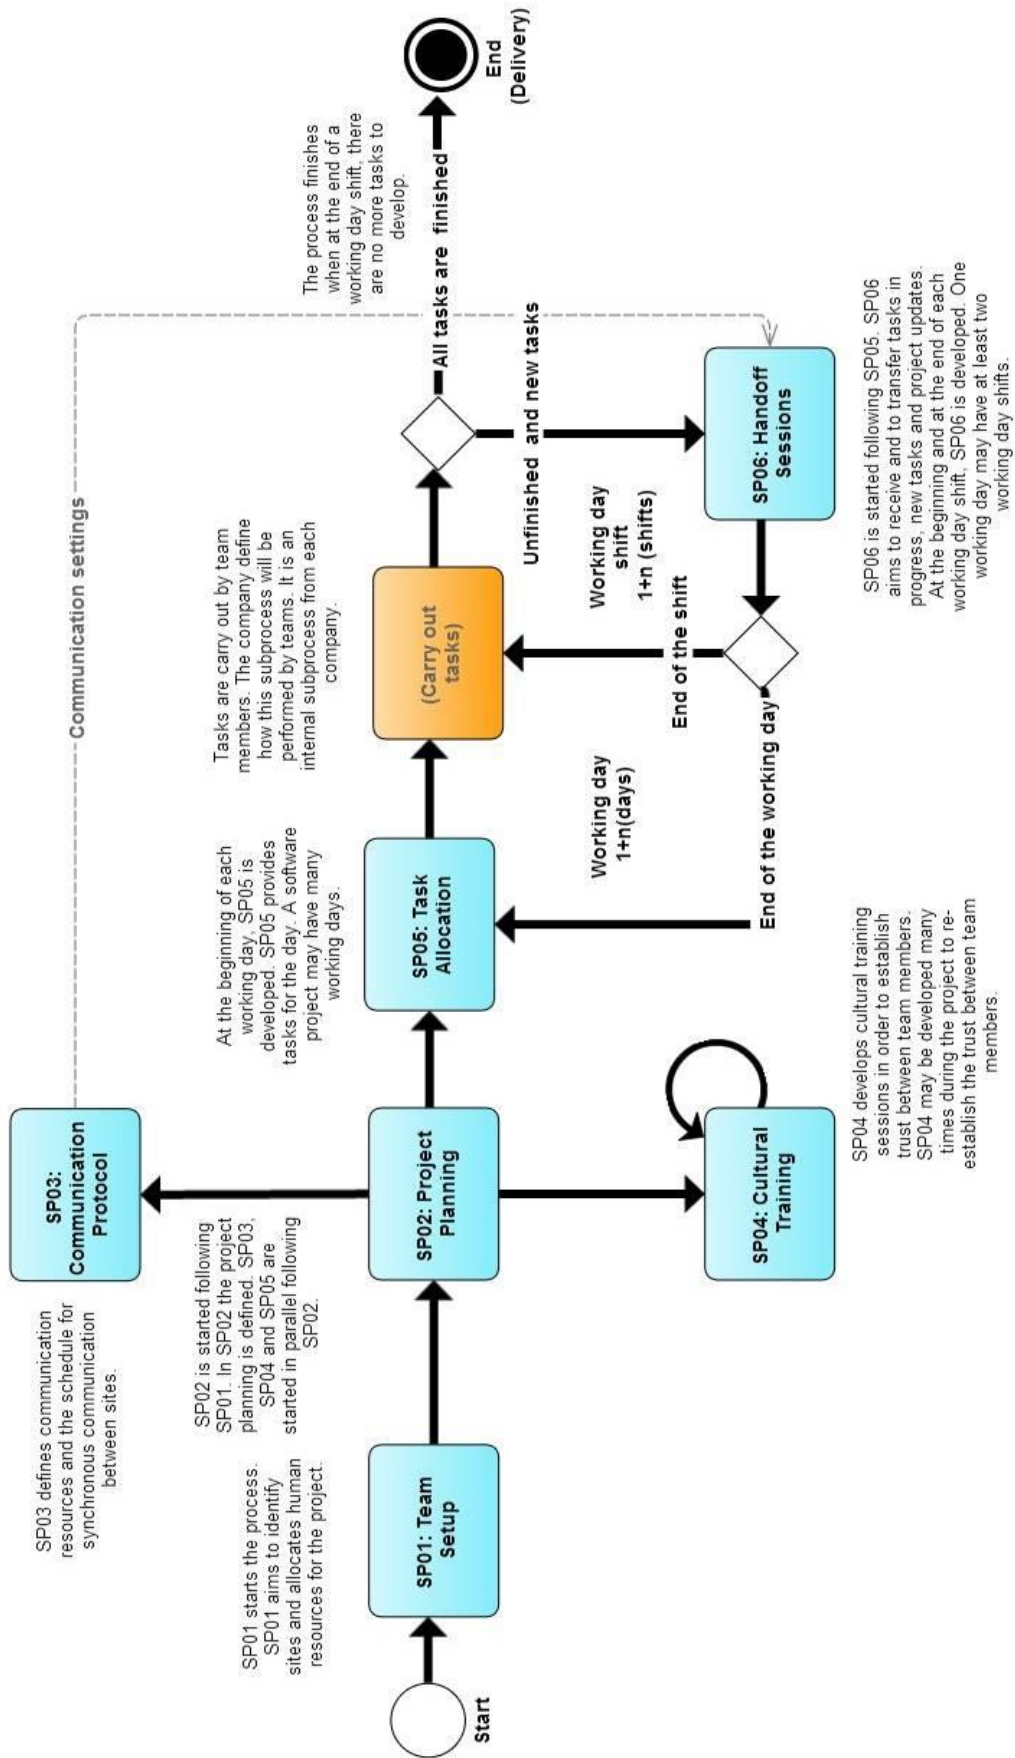 Start
SP01 starts the process.
SP01 aims to identify
sites and allocates human
resources for the project.
SP01: Team
Setup
SP03 defines communication
resources and the schedule for
synchronous communication
between sites.
SP02 is started following
SP01. In SP02 the project
planning is defined. SP03,
SP04 and SP05 are
started in parallel following
SP02.
SP03:
Communication
Protocol
SP02: Project
Planning
SP04: Cultural
Training
SP04 develops cultural training
sessions in order to establish
trust between team members.
SP04 may be developed many
times during the project to re-
establish the trust between team
members.
At the beginning of each
working day, SP05 is
developed. SP05 provides
tasks for the day. A software
project may have many
working days.
SP05: Task
Allocation
Working day
1+n(days)
End of the working day
Communication settings
Tasks are carry out by team
members. The company define
how this subprocess will be
performed by teams. It is an
internal subprocess from each
company.
(Carry out
tasks)
End of the shift
Working day
shift
1+n (shifts)
Unfinished and new tasks
SP06: Handoff
Sessions
SP06 is started following SP05. SP06
aims to receive and to transfer tasks in
progress, new tasks and project updates.
At the beginning and at the end of each
working day shift, SP06 is developed. One
working day may have at least two
working day shifts.
All tasks are finished
The process finishes
when at the end of a
working day shift, there
are no more tasks to
develop.
End
(Delivery)